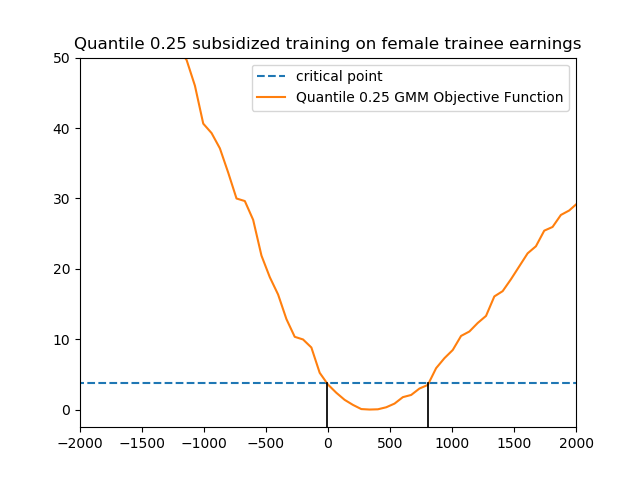 Quantile 0.25 subsidized training on female trainee earnings
critical point
Quantile 0.25 GMM Objective Function
50
40
30
20
10
0
−2000 −1500 −1000 −500 0 500 1000 1500 2000